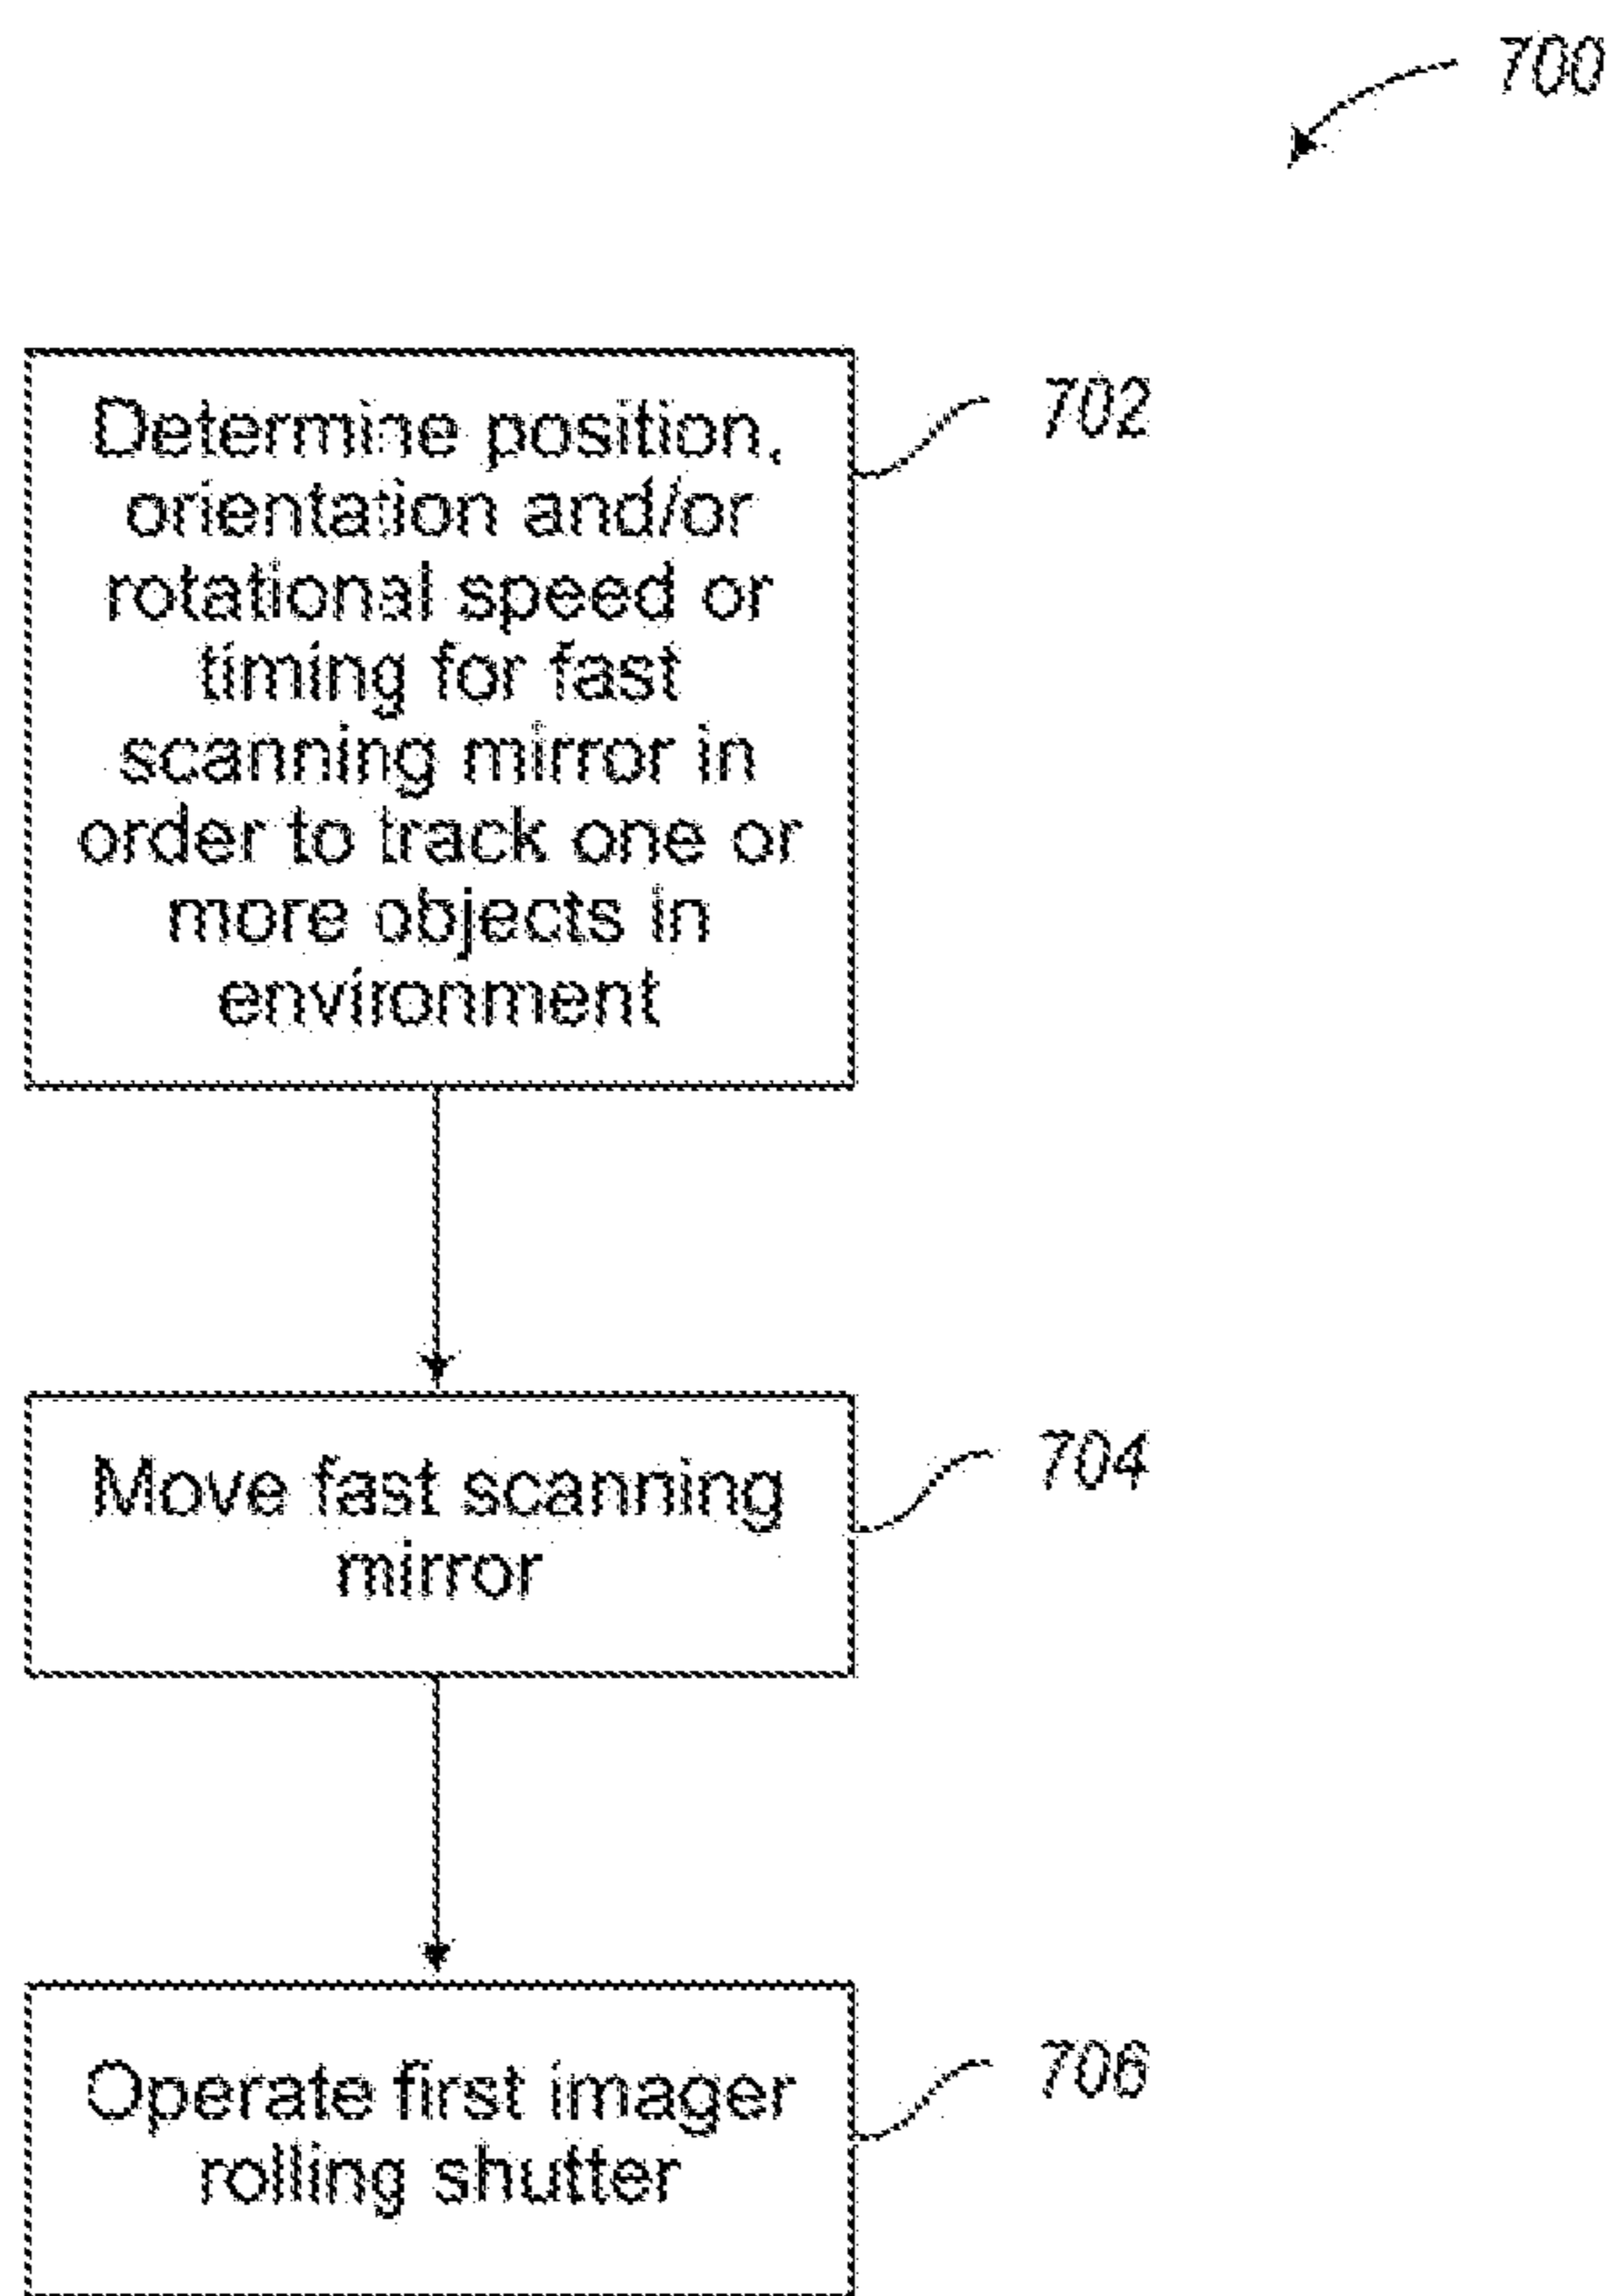 700
Determine position,
orientation and/or
rotational speed or
timing for fast
scanning mirror in
order to track one or
more objects in
environment
702
Move fast scanning
mirror
704
Operate first imager
rolling shutter
706